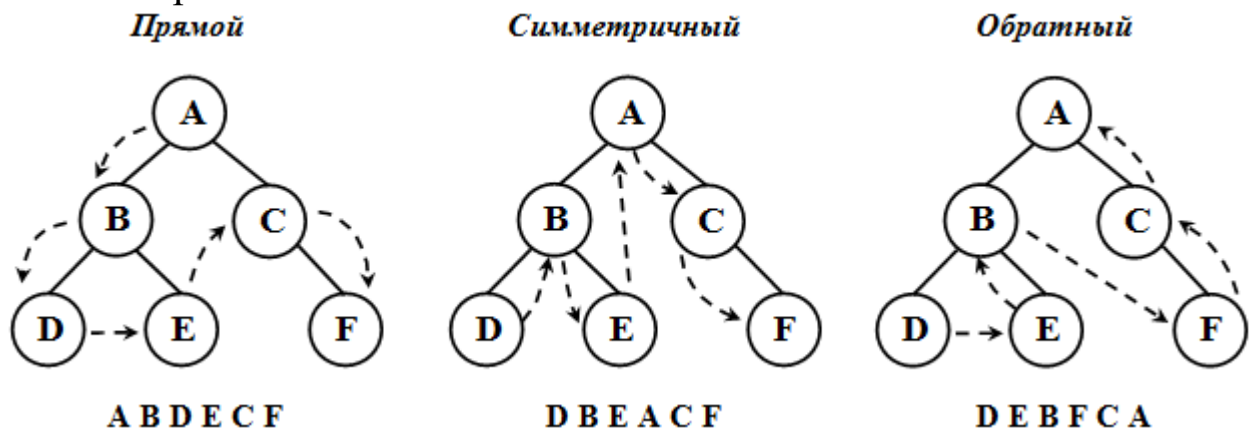 Прямой Симметричный Обратный
A A A
B C B C B C
D E F D E F D E F
A B D E C F D B E A C F D E B F C A